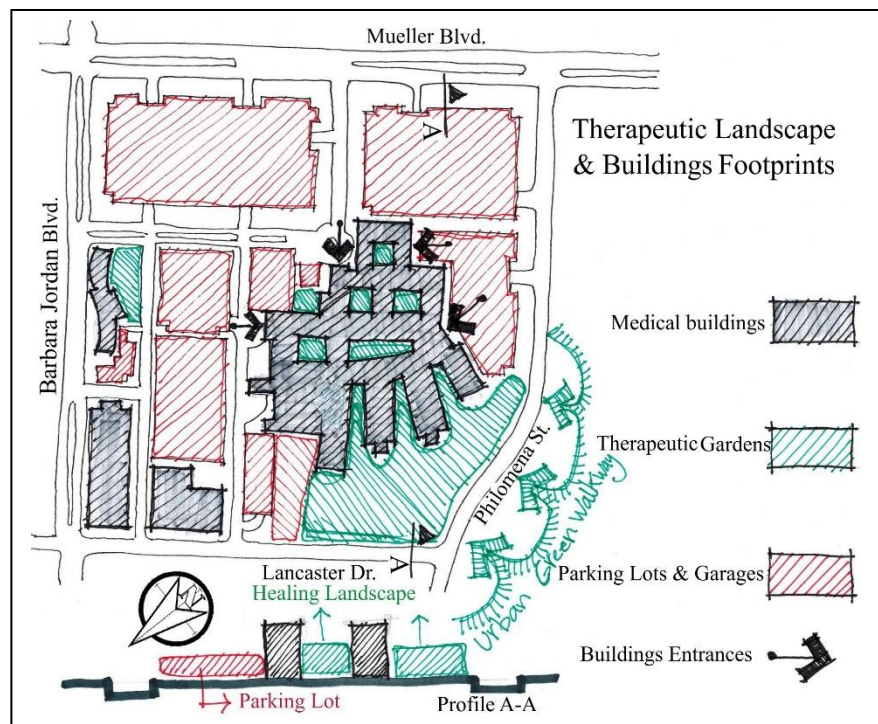 Mueller Blvd.
A
Therapeutic Landscape
& Buildings Footprints
Barbara Jordan Blvd.
Medical buildings
Therapeutic Gardens
Philomena St.
Urban Green Walkway
A
Lancaster Dr.
Healing Landscape
Parking Lots & Garages
Buildings Entrances
Parking Lot
Profile A-A